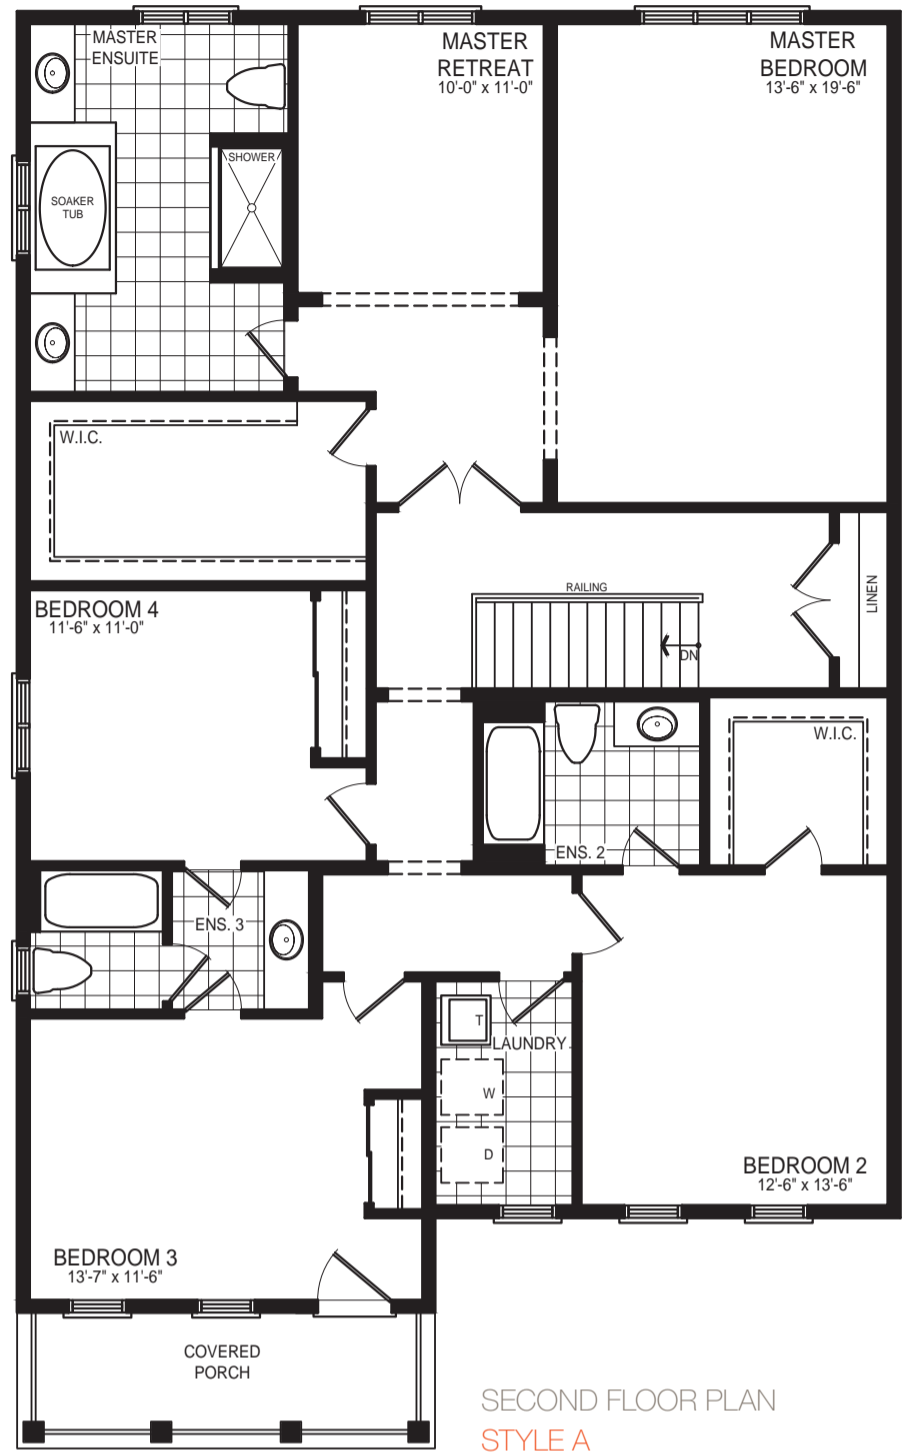 MASTER
ENSUITE
MASTER
RETREAT
10'-0" x 11'-0"
MASTER
BEDROOM
13'-6" x 19'-6"
SHOWER
SOAKER
TUB
W.I.C.
RAILING
LINEN
DN
BEDROOM 4
11'-6" x 11'-0"
W.I.C.
ENS. 2
ENS. 3
T
LAUNDRY
W
D
BEDROOM 2
12'-6" x 13'-6"
BEDROOM 3
13'-7" x 11'-6"
COVERED
PORCH
SECOND FLOOR PLAN
STYLE A